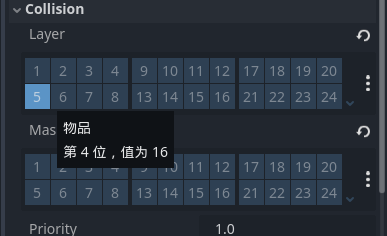 Collision
Layer
1 2 3 4 9 10 11 12 17 18 19 20
5 6 7 8 13 14 15 16 21 22 23 24
物品
第 4 位，值为 16
Mas
1 9 10 11 12 17 18 19 20
5 6 7 8 13 14 15 16 21 22 23 24
Priority 1.0